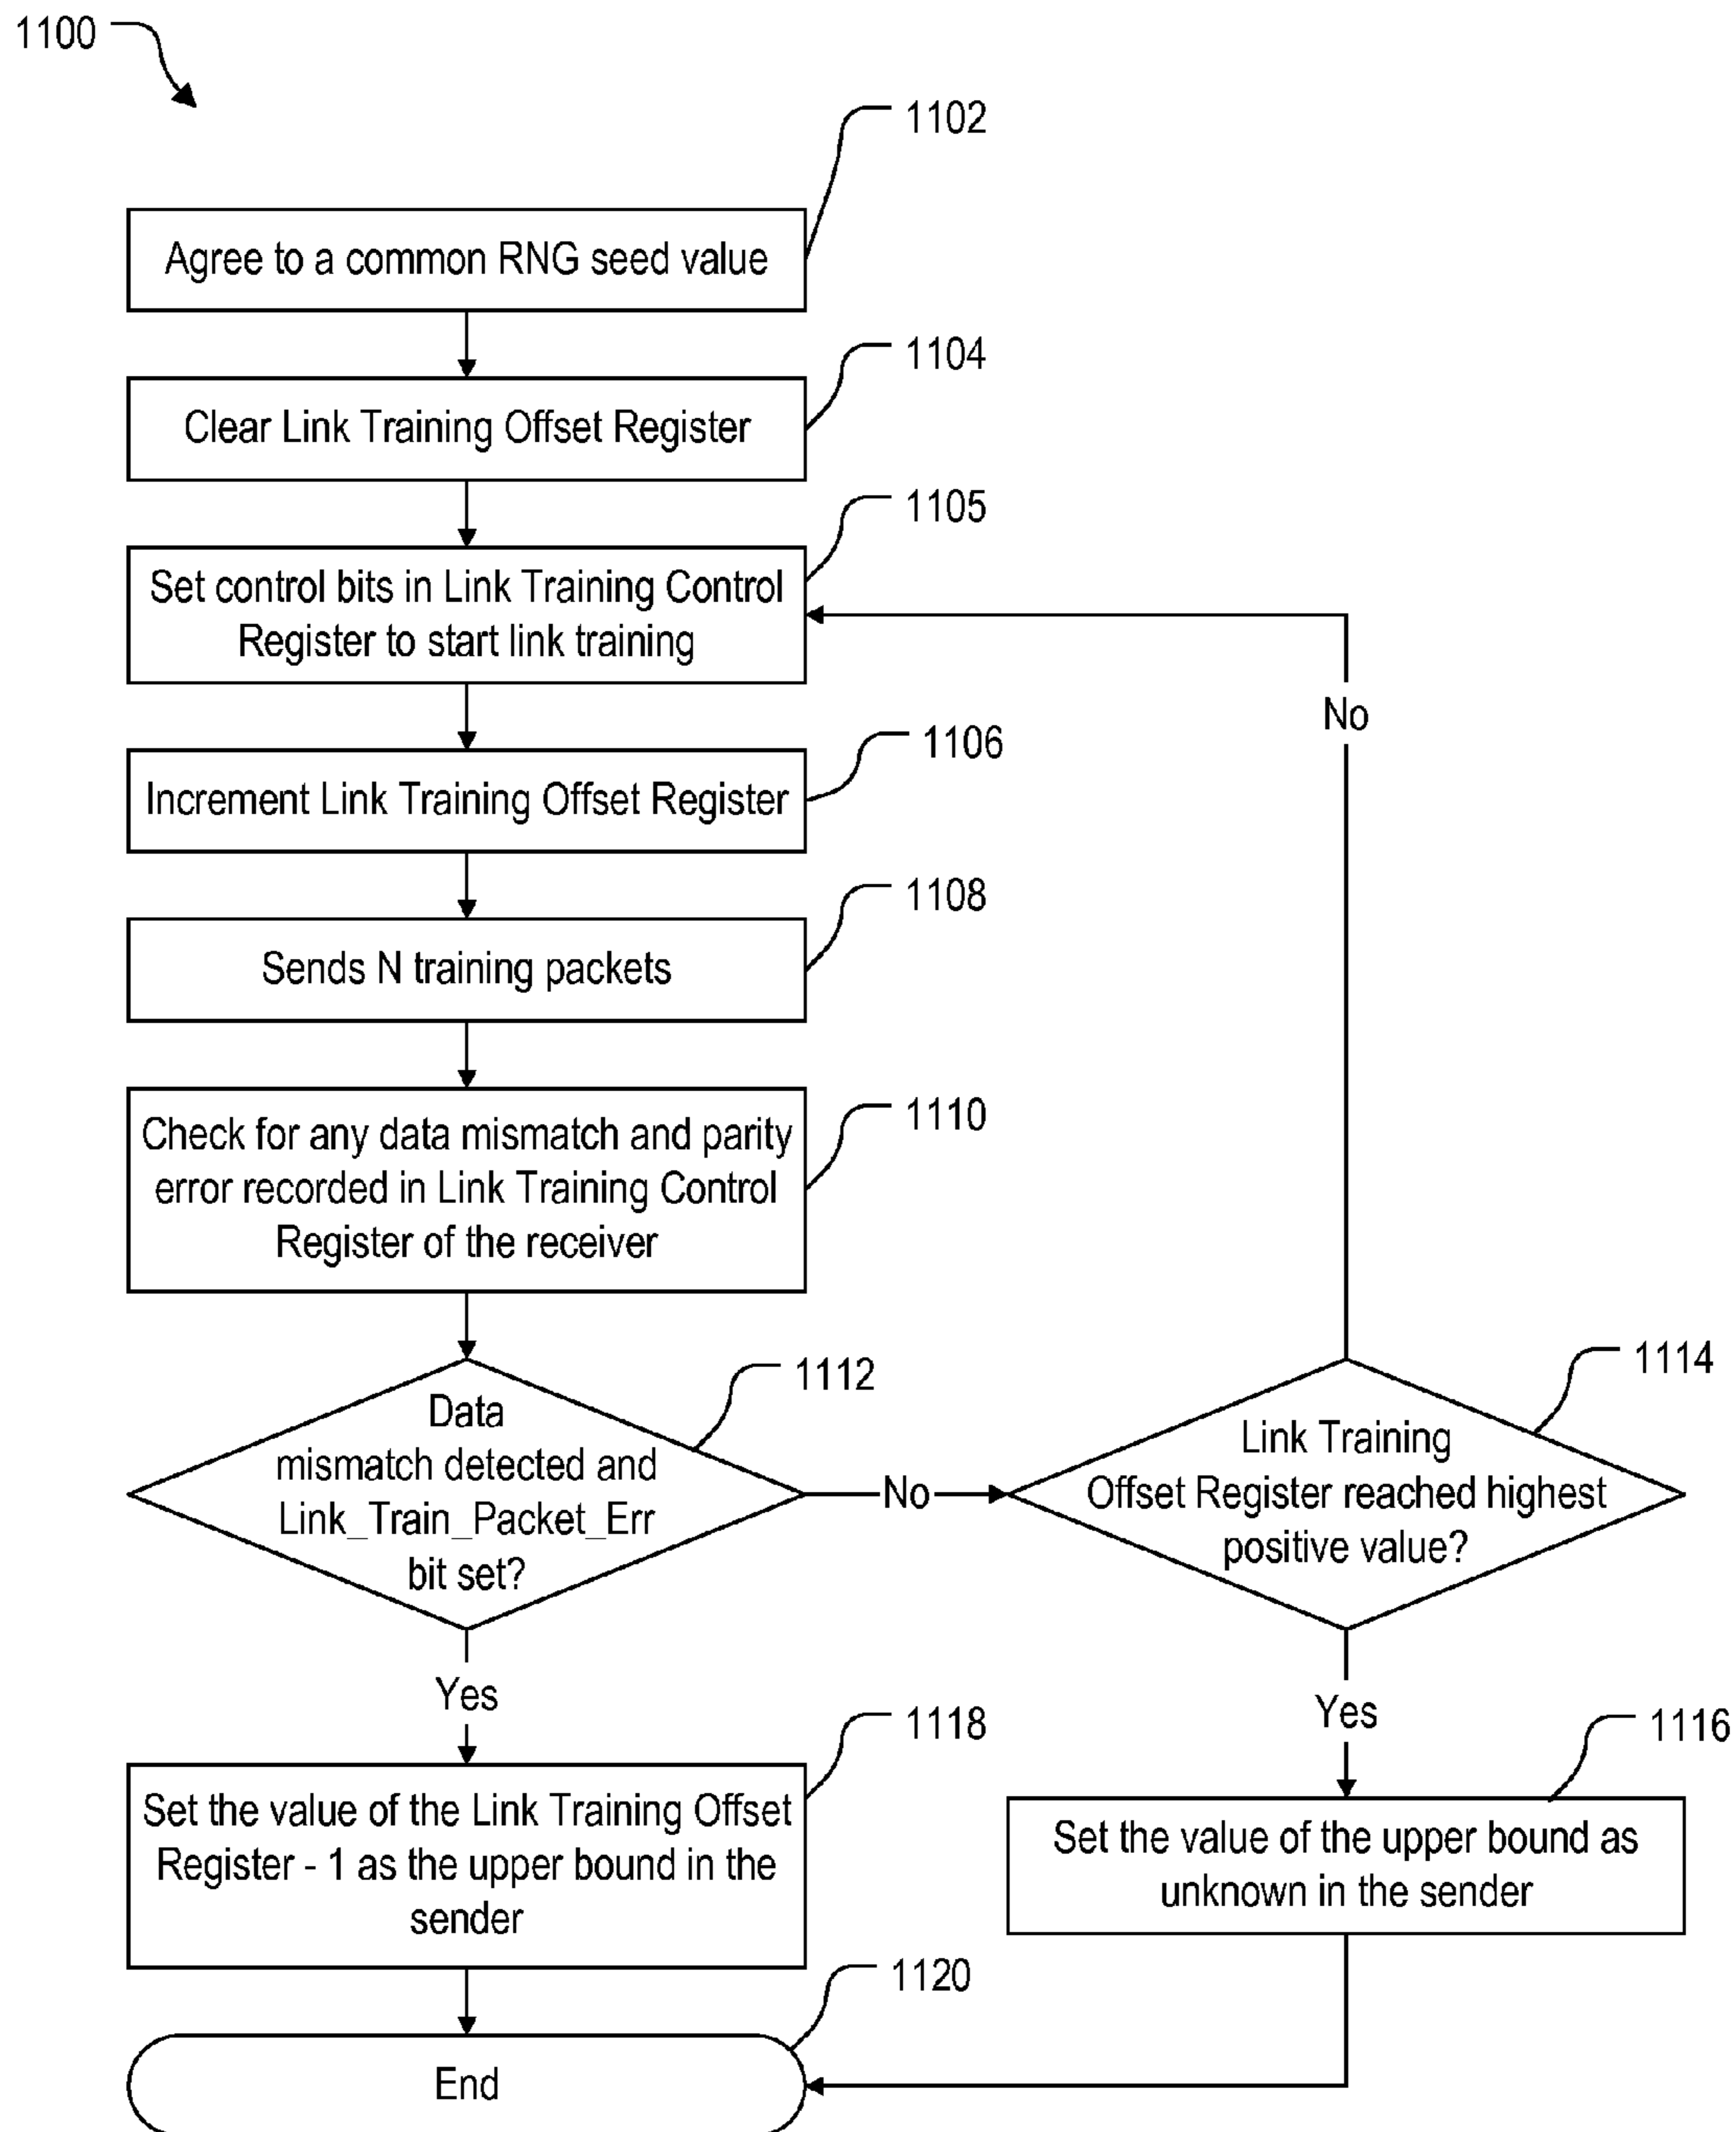 1100
1102
Agree to a common RNG seed value
1104
Clear Link Training Offset Register
1105
Set control bits in Link Training Control
Register to start link training
No
1106
Increment Link Training Offset Register
1108
Sends N training packets
1110
Check for any data mismatch and parity
error recorded in Link Training Control
Register of the receiver
1112
Data
mismatch detected and
Link_Train_Packet_Err
bit set?
No
1114
Link Training
Offset Register reached highest
positive value?
Yes
Yes
1118
Set the value of the Link Training Offset
Register - 1 as the upper bound in the
sender
1116
Set the value of the upper bound as
unknown in the sender
1120
End